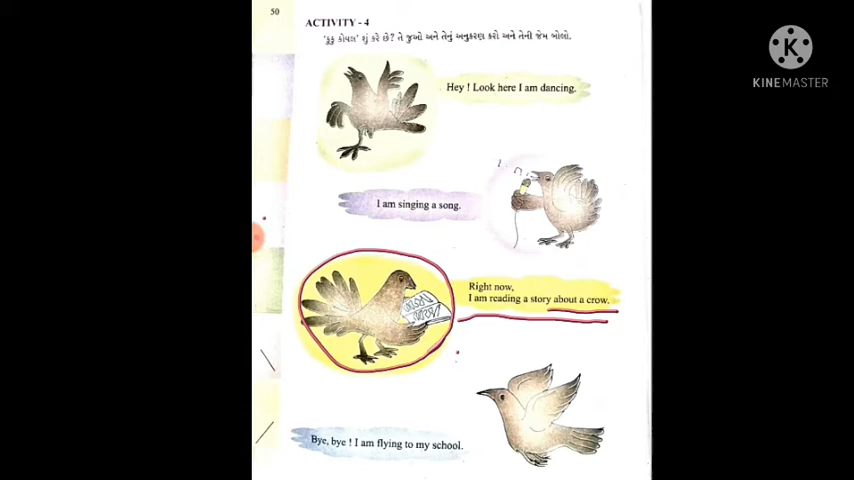 50
ACTIVITY - 4
'કુકુ કોયલ' શું કરે છે? તે જુઓ અને તેનું અનુકરણ કરો અને તેની જેમ બોલો.
K
KINEMASTER
Hey ! Look here I am dancing.
I am singing a song.
Right now,
I am reading a story about a crow.
Bye, bye ! I am flying to my school.